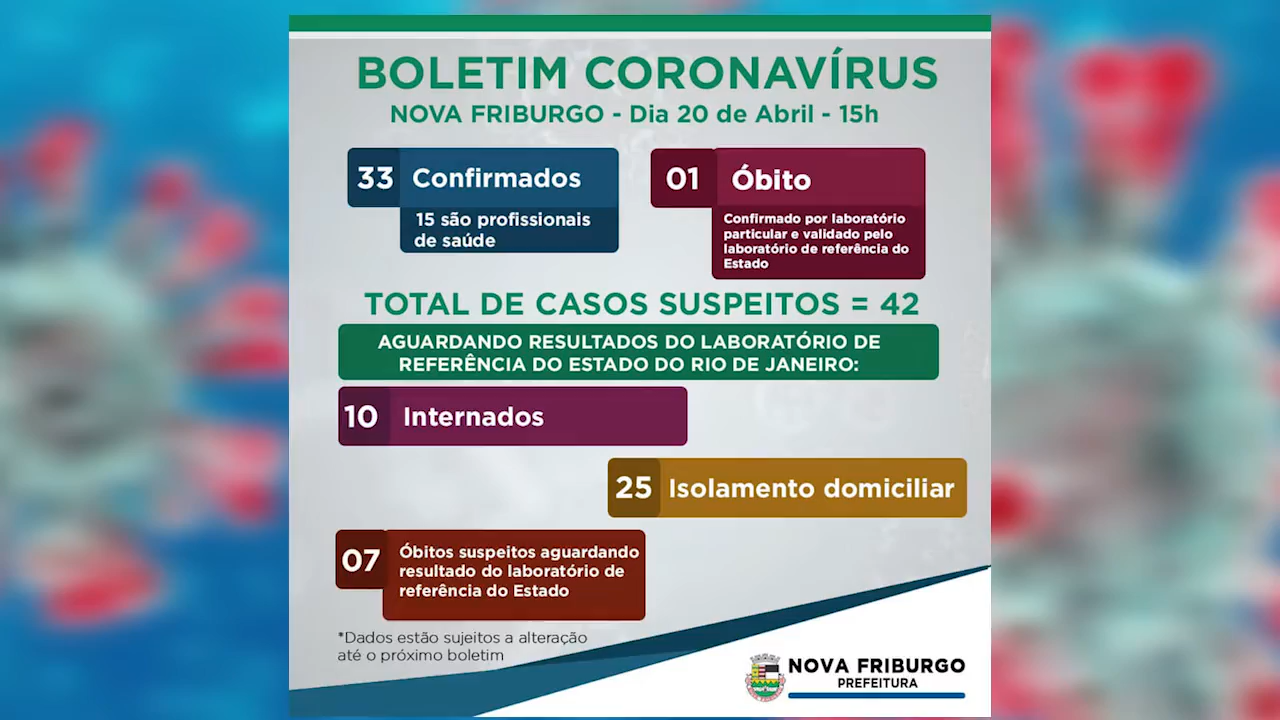 BOLETIM CORONAVÍRUS
NOVA FRIBURGO - Dia 20 de Abril - 15h
33 Confirmados
15 são profissionais
de saúde
01 Óbito
Confirmado por laboratório
particular e validado pelo
laboratório de referência do
Estado
TOTAL DE CASOS SUSPEITOS = 42
AGUARDANDO RESULTADOS DO LABORATÓRIO DE
REFERÊNCIA DO ESTADO DO RIO DE JANEIRO:
10 Internados
25 Isolamento domiciliar
07 Óbitos suspeitos aguardando
resultado do laboratório de
referência do Estado
*Dados estão sujeitos a alteração
até o próximo boletim
NOVA FRIBURGO
PREFEITURA